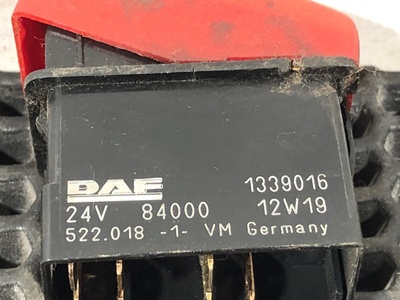 DAF 1339016
24V 84000 12W19
522.018 -1- VM Germany